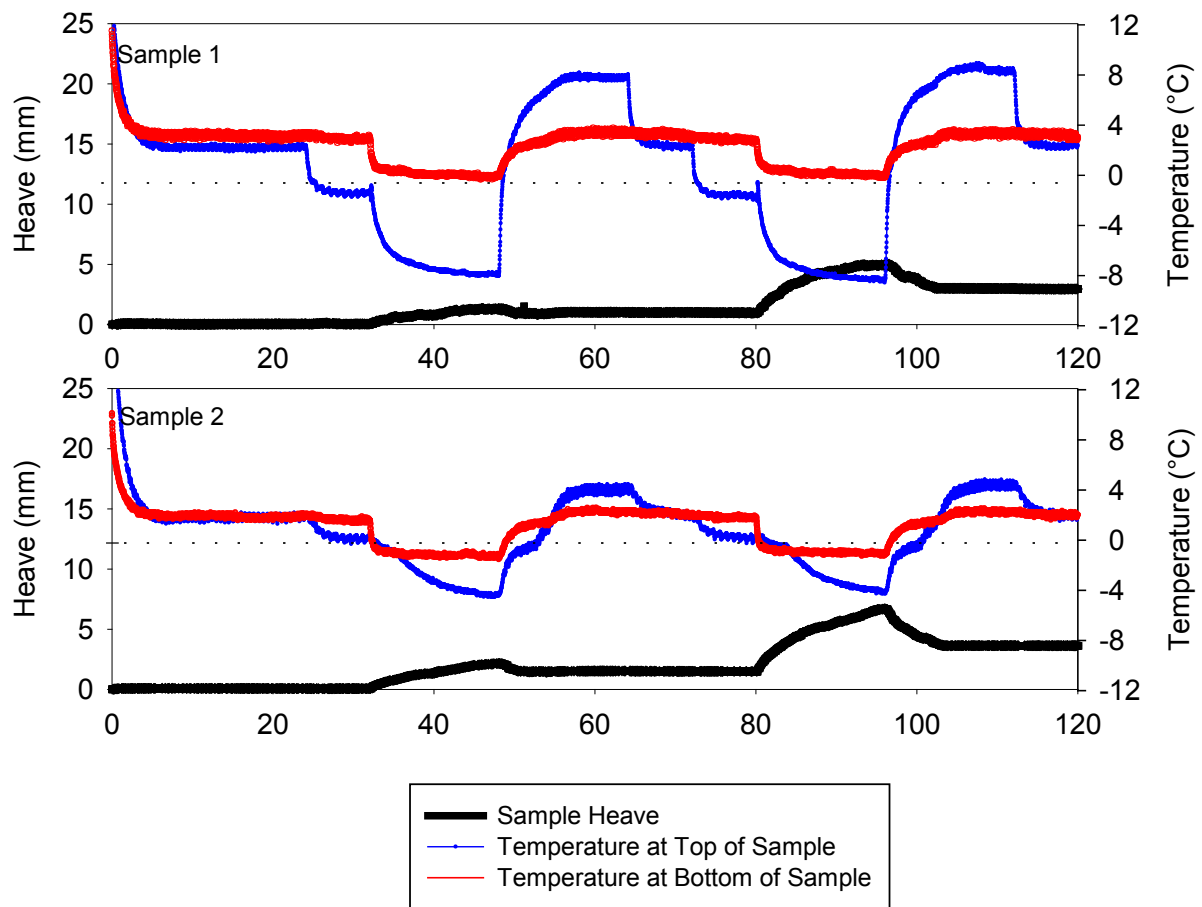 25
20
15
10
5
0
Heave (mm)
Sample 1
12
8
4
0
-4
-8
-12
Temperature (°C)
0 20 40 60 80 100 120
25
20
15
10
5
0
Heave (mm)
Sample 2
12
8
4
0
-4
-8
-12
Temperature (°C)
0 20 40 60 80 100 120
Sample Heave
Temperature at Top of Sample
Temperature at Bottom of Sample